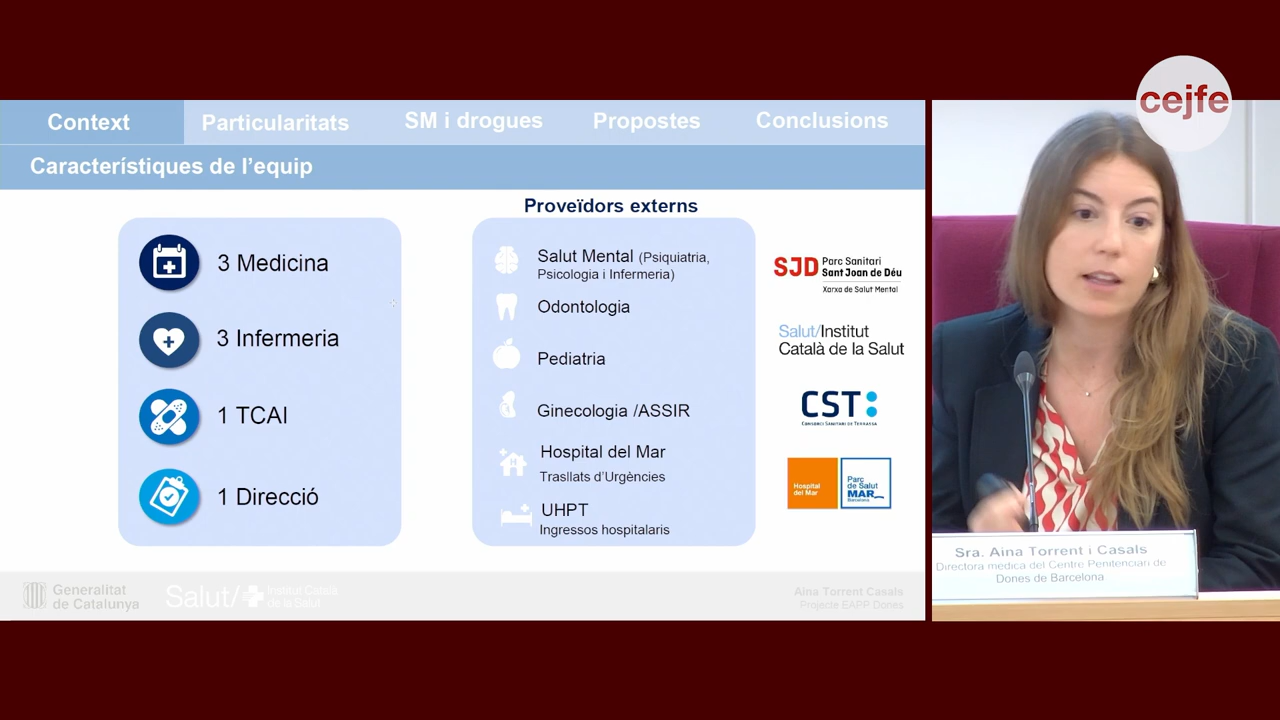 cejfe
Context
Particularitats
SM i drogues
Propostes
Conclusions
Característiques de l'equip
3 Medicina
3 Infermeria
1 TCAI
1 Direcció
Proveïdors externs
Salut Mental (Psiquiatria,
Psicologia i Infermeria)
Odontologia
Pediatria
Ginecologia /ASSIR
Hospital del Mar
Trasllats d'Urgències
UHPT
Ingressos hospitalaris
SJD Parc Sanitari
Sant Joan de Déu
Xarxa de Salut Mental
Salut/Institut
Català de la Salut
CST:
Consorci Sanitari de Terrassa
Hospital
del Mar
Parc
de Salut
MAR
Barcelona
Generalitat
de Catalunya
Salut/ Institut Català
de la Salut
Aina Torrent Casals
Projecte EAPP Dones
Sra. Aina Torrent i Casals
Directora mèdica del Centre Penitenciari de
Dones de Barcelona